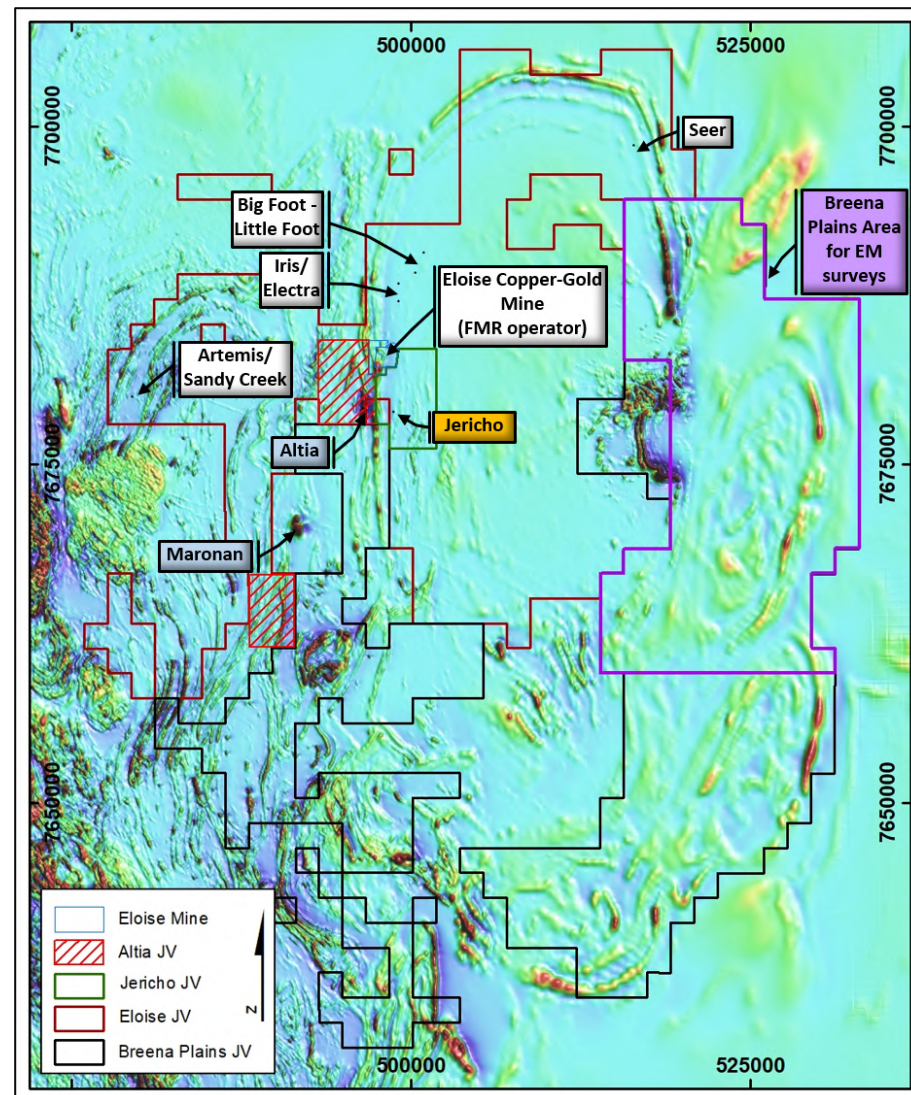 500000
525000
7700000
7700000
Seer
Big Foot -
Little Foot
Breena
Plains Area
for EM
surveys
Iris/
Electra
Eloise Copper-Gold
Mine
(FMR operator)
Artemis/
Sandy Creek
Jericho
Altia
7675000
7675000
Maronan
7650000
7650000
Eloise Mine
Altia JV
Jericho JV
Eloise JV
Breena Plains JV
N
500000
525000